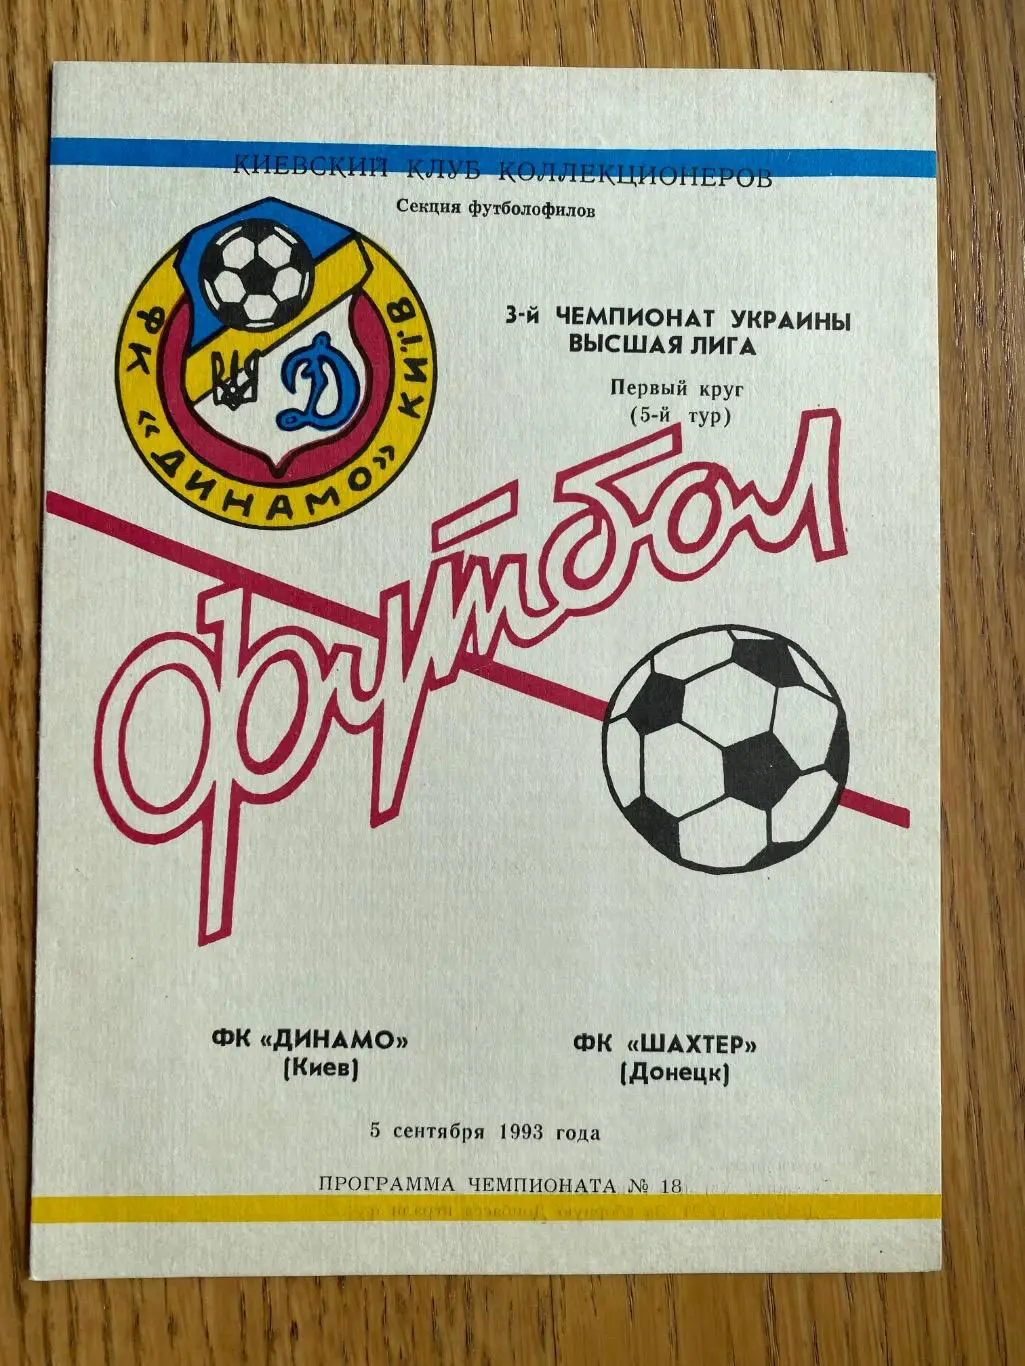 КИЕВСКИЙ КЛУБ КОЛЛЕКЦИОНЕРОВ
Секция футболофилов
ФК «ДИНАМО» КИЇВ
Д
3-й ЧЕМПИОНАТ УКРАИНЫ
ВЫСШАЯ ЛИГА
Первый круг
(5-й тур)
футбол
ФК «ДИНАМО»
(Киев)
ФК «ШАХТЕР»
(Донецк)
5 сентября 1993 года
ПРОГРАММА ЧЕМПИОНАТА № 18